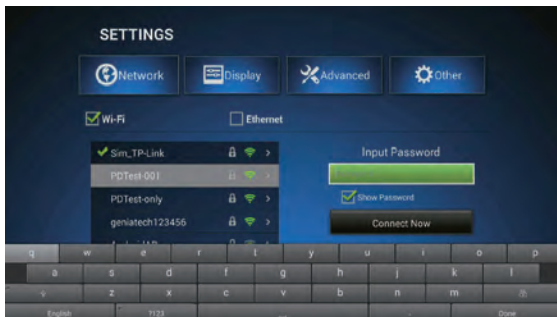 SETTINGS
Network Display Advanced Other
Wi-Fi Ethernet
Sim_TP-Link
Input Password
PDTest-001
PDTest-only
Show Password
geniatech123456
Connect Now
q w e r t y u i o p
a s d f g h j k l
z x c v b n m
English ?123 Done